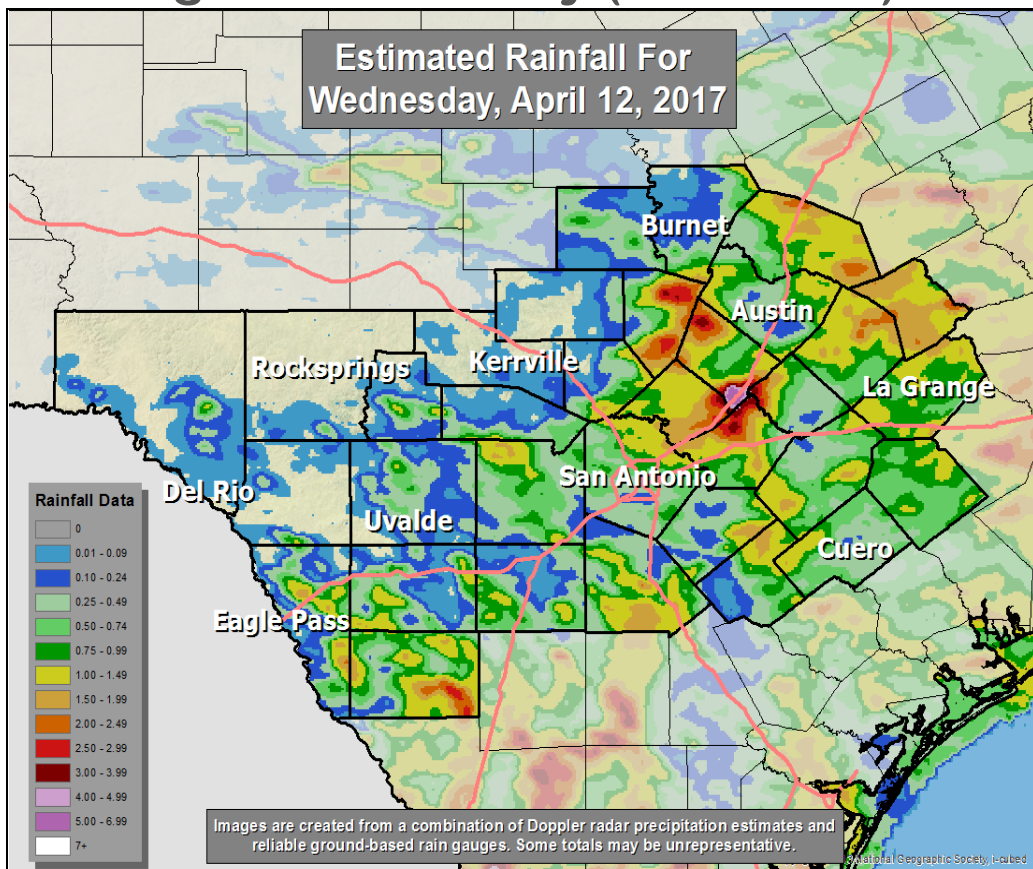 Estimated Rainfall For
Wednesday, April 12, 2017
Burnet
Austin
Rocksprings
Kerrville
La Grange
San Antonio
Del Rio
Uvalde
Cuero
Eagle Pass
Rainfall Data
0
0.01 - 0.09
0.10 - 0.24
0.25 - 0.49
0.50 - 0.74
0.75 - 0.99
1.00 - 1.49
1.50 - 1.99
2.00 - 2.49
2.50 - 2.99
3.00 - 3.99
4.00 - 4.99
5.00 - 6.99
7+
Images are created from a combination of Doppler radar precipitation estimates and
reliable ground-based rain gauges. Some totals may be unrepresentative.
National Geographic Society, i-cubed